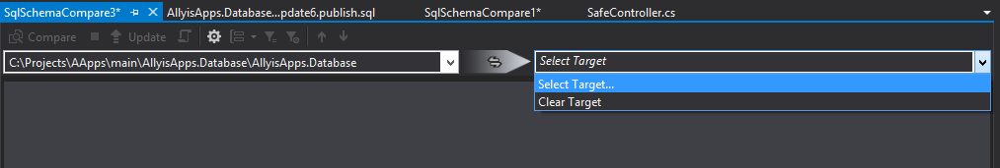 SqlSchemaCompare3* AllyisApps.Database...pdate6.publish.sql SqlSchemaCompare1* SafeController.cs
Compare Update
C:\Projects\AApps\main\AllyisApps.Database\AllyisApps.Database Select Target
Select Target...
Clear Target